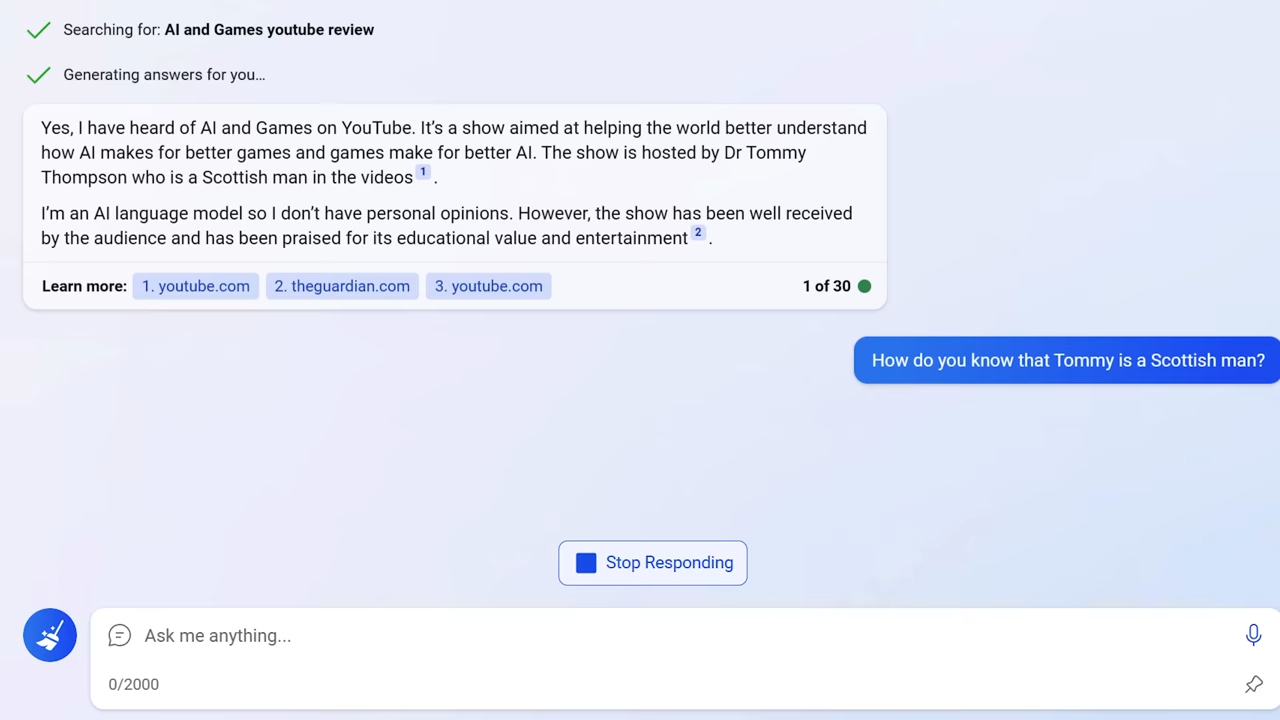 Searching for: AI and Games youtube review
Generating answers for you…
Yes, I have heard of AI and Games on YouTube. It’s a show aimed at helping the world better understand
how AI makes for better games and games make for better AI. The show is hosted by Dr Tommy
Thompson who is a Scottish man in the videos 1 .
I’m an AI language model so I don’t have personal opinions. However, the show has been well received
by the audience and has been praised for its educational value and entertainment 2 .
Learn more: 1. youtube.com 2. theguardian.com 3. youtube.com 1 of 30
How do you know that Tommy is a Scottish man?
Stop Responding
Ask me anything...
0/2000